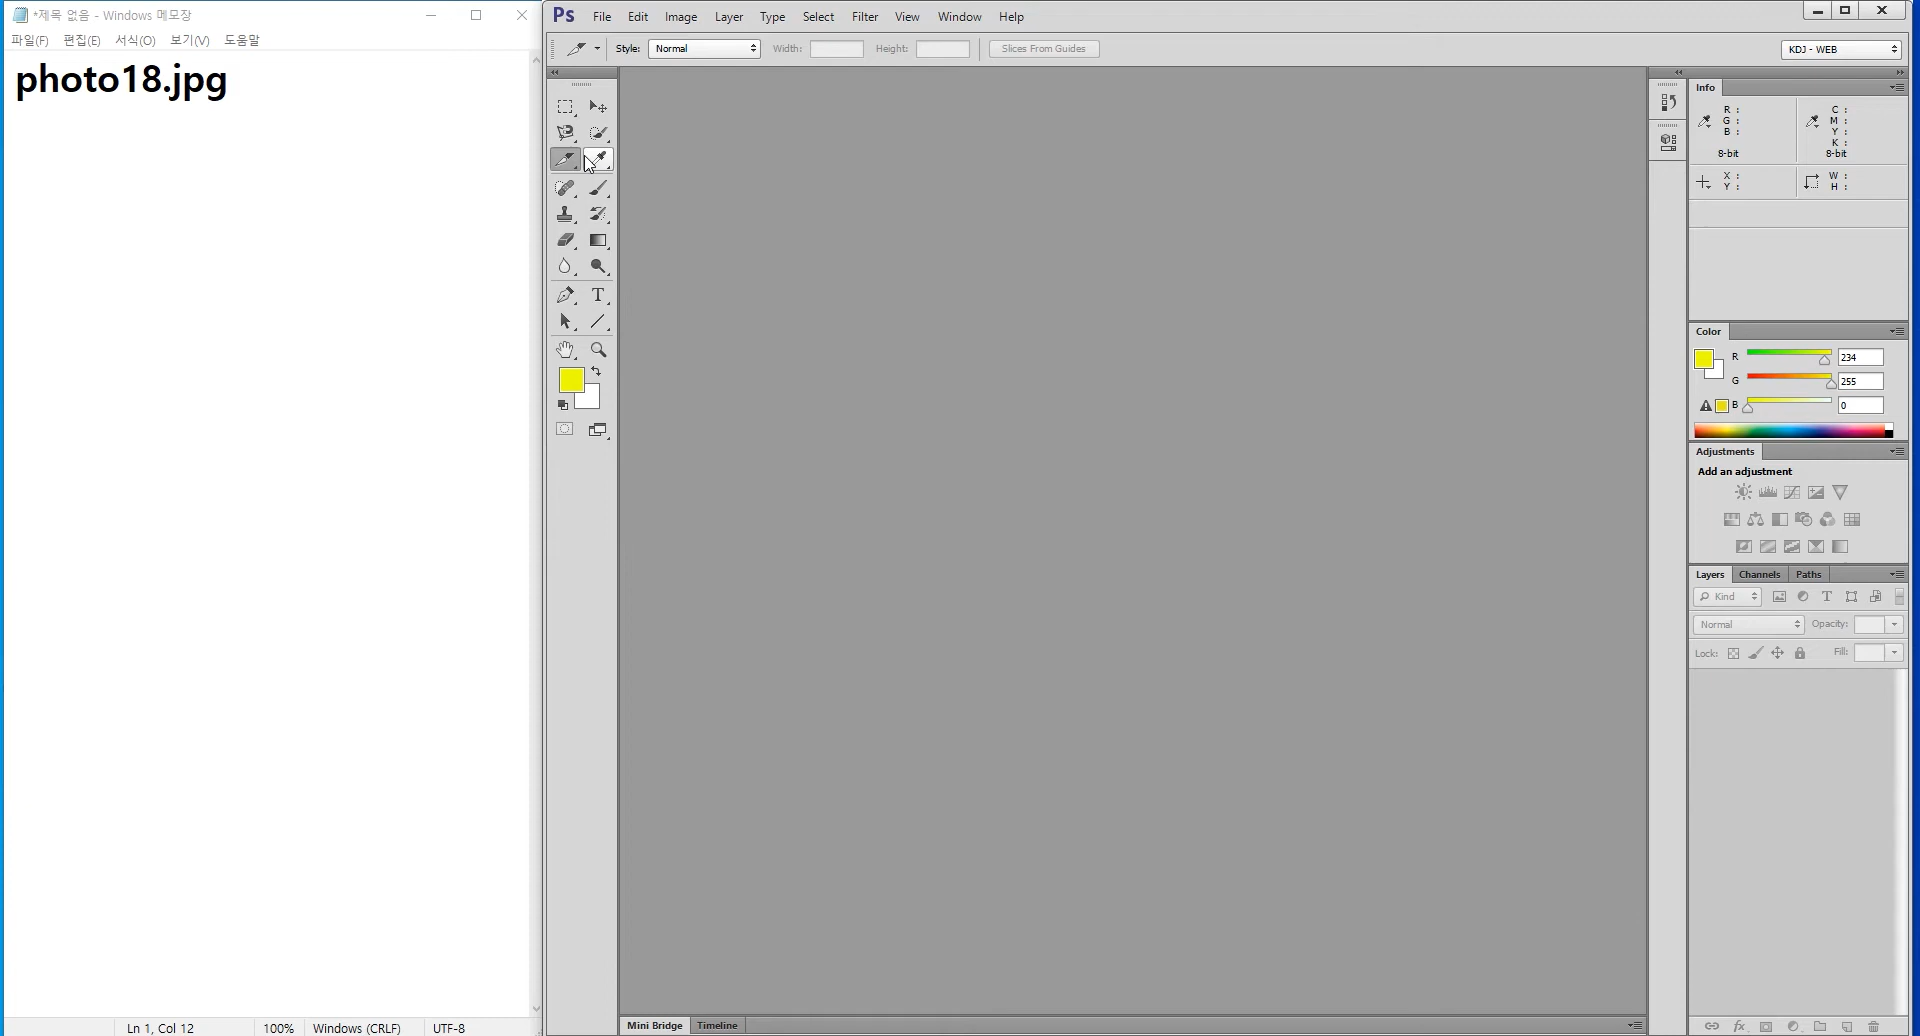 *제목 없음 - Windows 메모장
파일(F) 편집(E) 서식(O) 보기(V) 도움말
photo18.jpg
Ln 1, Col 12 100% Windows (CRLF) UTF-8
Ps File Edit Image Layer Type Select Filter View Window Help
Style: Normal Width: Height: Slices From Guides KDJ - WEB
T
Info
R : C :
G : M :
B : Y :
K :
8-bit 8-bit
X : W :
Y : H :
Color
R 234
G 255
B 0
Adjustments
Add an adjustment
Layers Channels Paths
Kind T
Normal Opacity:
Lock: Fill:
fx
Mini Bridge Timeline